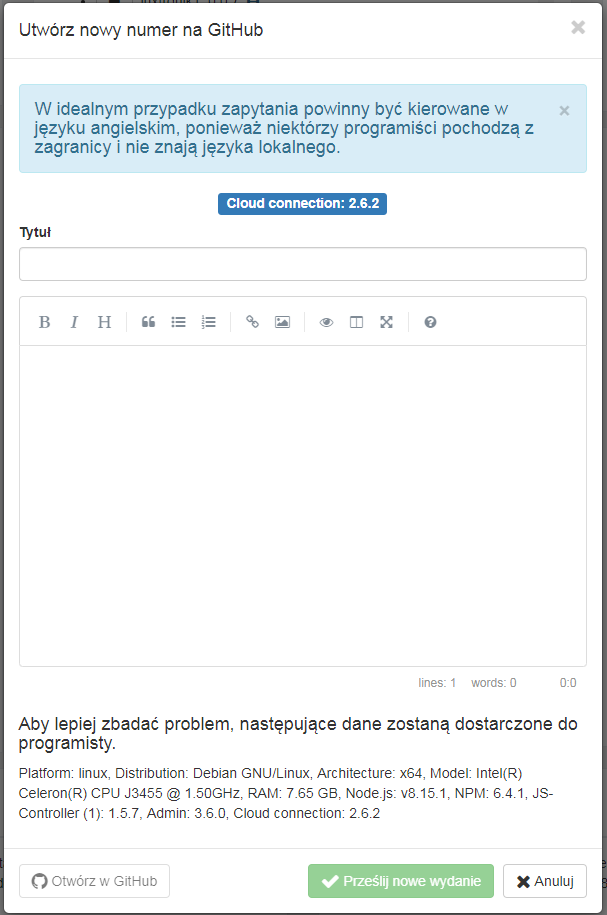 Utwórz nowy numer na GitHub
W idealnym przypadku zapytania powinny być kierowane w
języku angielskim, ponieważ niektórzy programiści pochodzą z
zagranicy i nie znają języka lokalnego.
Cloud connection: 2.6.2
Tytuł
B I H
lines: 1 words: 0 0:0
Aby lepiej zbadać problem, następujące dane zostaną dostarczone do
programisty.
Platform: linux, Distribution: Debian GNU/Linux, Architecture: x64, Model: Intel(R)
Celeron(R) CPU J3455 @ 1.50GHz, RAM: 7.65 GB, Node.js: v8.15.1, NPM: 6.4.1, JS-
Controller (1): 1.5.7, Admin: 3.6.0, Cloud connection: 2.6.2
Otwórz w GitHub Prześlij nowe wydanie Anuluj